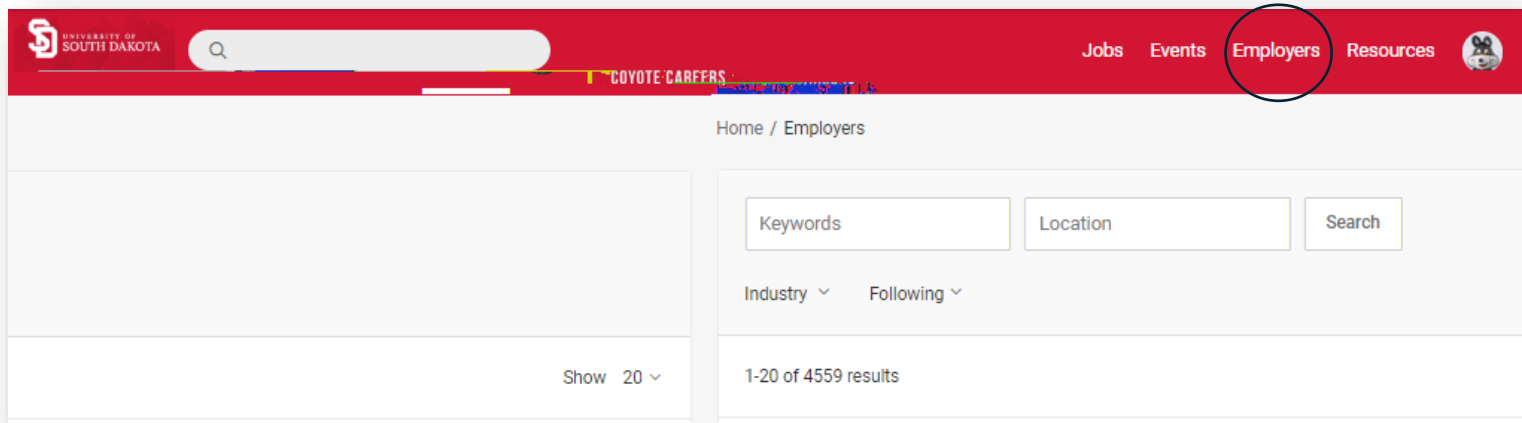 UNIVERSITY OF
SOUTH DAKOTA
Jobs Events Employers Resources
COYOTE CAREERS
Home / Employers
Keywords Location Search
Industry Following
Show 20
1-20 of 4559 results